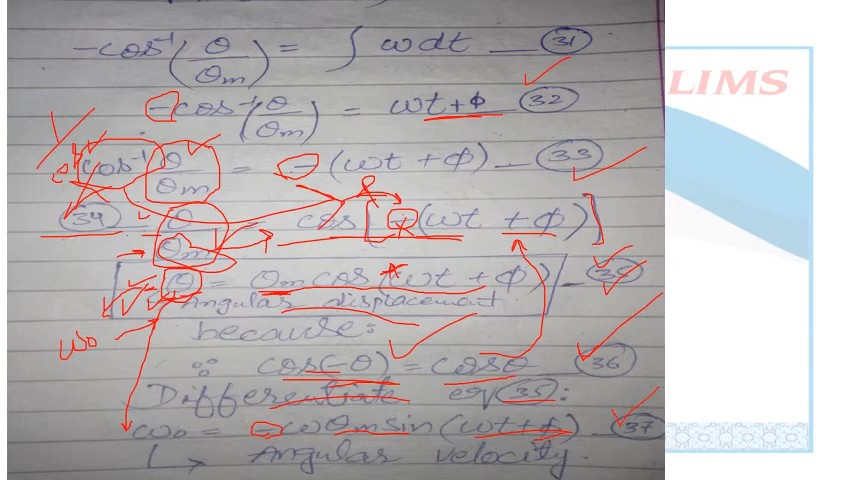 -cos⁻¹(θ/θm) = ∫ ωdt — 31
-cos⁻¹(θ/θm) = ωt+φ 32
LIMS
cos⁻¹ θ/θm = -(ωt + φ) — 33
34 = θ/θm = cos[+(ωt + φ)]
θ = θm cos(ωt + φ) — 35
Angular displacement
because:
∵ cos(-θ) = cosθ 36
Differentiate eq 35:
ω₀ = -ωθm sin(ωt+φ) 37
↳ Angular velocity.